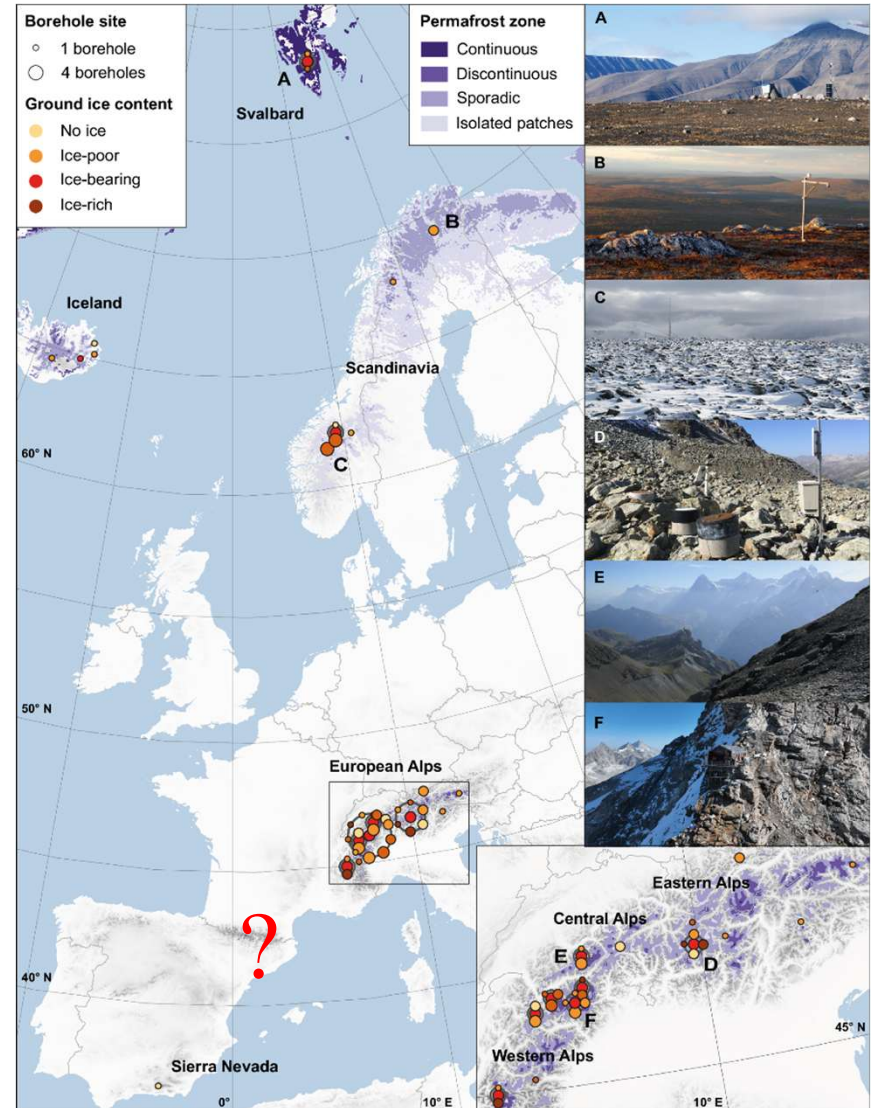 Borehole site
1 borehole
4 boreholes
Ground ice content
No ice
Ice-poor
Ice-bearing
Ice-rich
Permafrost zone
Continuous
Discontinuous
Sporadic
Isolated patches
A
Svalbard
B
Iceland
Scandinavia
60° N
C
50° N
European Alps
?
40° N
Sierra Nevada
0°
10° E
A
B
C
D
E
F
Eastern Alps
Central Alps
E
D
F
45° N
Western Alps
10° E